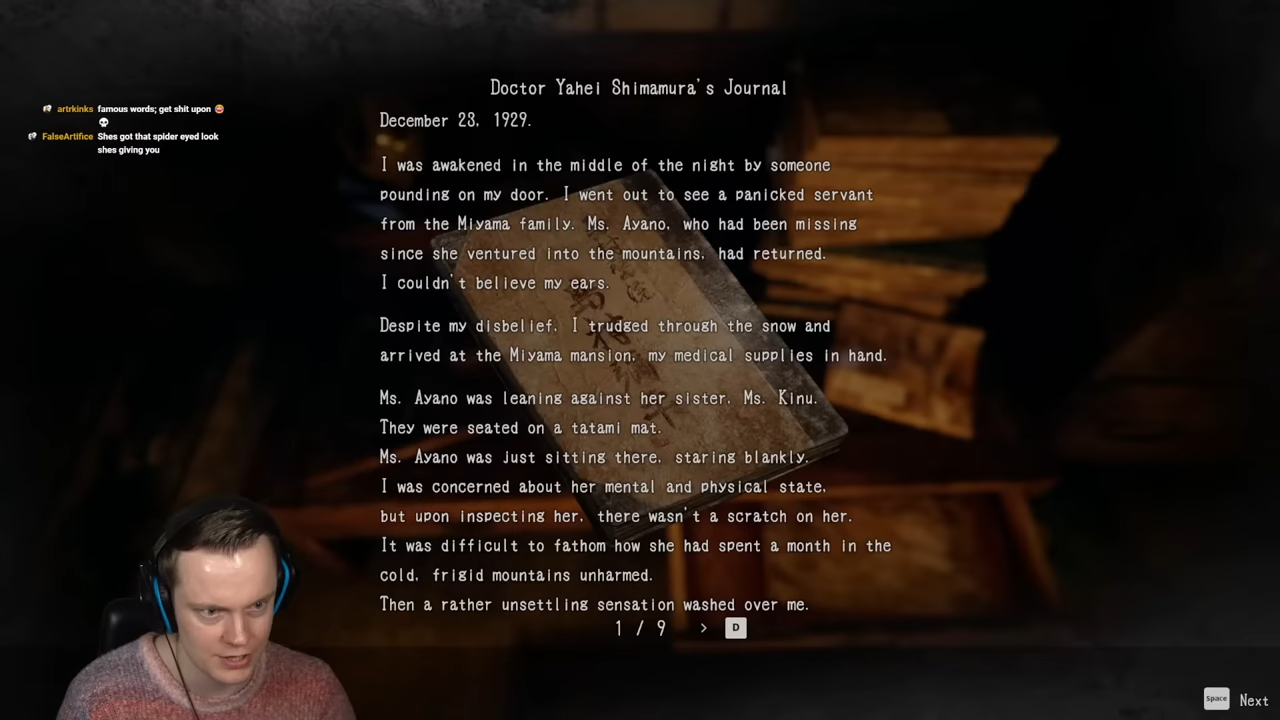 Doctor Yahei Shimamura's Journal
artrkinks famous words; get shit upon
FalseArtifice Shes got that spider eyed look
shes giving you
December 23, 1929.
I was awakened in the middle of the night by someone
pounding on my door. I went out to see a panicked servant
from the Miyama family. Ms. Ayano, who had been missing
since she ventured into the mountains, had returned.
I couldn't believe my ears.
Despite my disbelief, I trudged through the snow and
arrived at the Miyama mansion, my medical supplies in hand.
Ms. Ayano was leaning against her sister, Ms. Kinu.
They were seated on a tatami mat.
Ms. Ayano was just sitting there, staring blankly.
I was concerned about her mental and physical state,
but upon inspecting her, there wasn't a scratch on her.
It was difficult to fathom how she had spent a month in the
cold, frigid mountains unharmed.
Then a rather unsettling sensation washed over me.
1 / 9 > D
Space Next